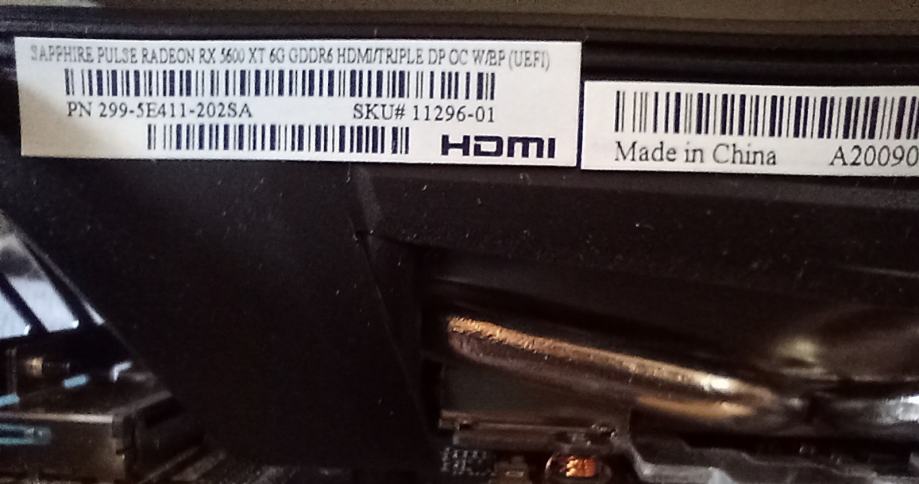 SAPPHIRE PULSE RADEON RX 5600 XT 6G GDDR6 HDMI/TRIPLE DP OC W/BP (UEFI)
PN 299-5E411-202SA SKU# 11296-01
HDMI
Made in China A20090